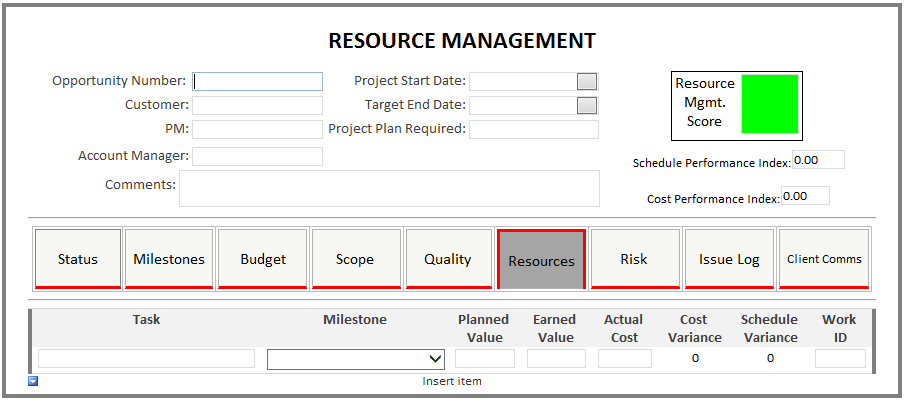 RESOURCE MANAGEMENT
Opportunity Number:
Project Start Date:
Customer:
Target End Date:
PM:
Project Plan Required:
Account Manager:
Comments:
Resource
Mgmt.
Score
Schedule Performance Index: 0.00
Cost Performance Index: 0.00
Status
Milestones
Budget
Scope
Quality
Resources
Risk
Issue Log
Client Comms
Task
Milestone
Planned
Value
Earned
Value
Actual
Cost
Cost
Variance
Schedule
Variance
Work
ID
0
0
Insert item